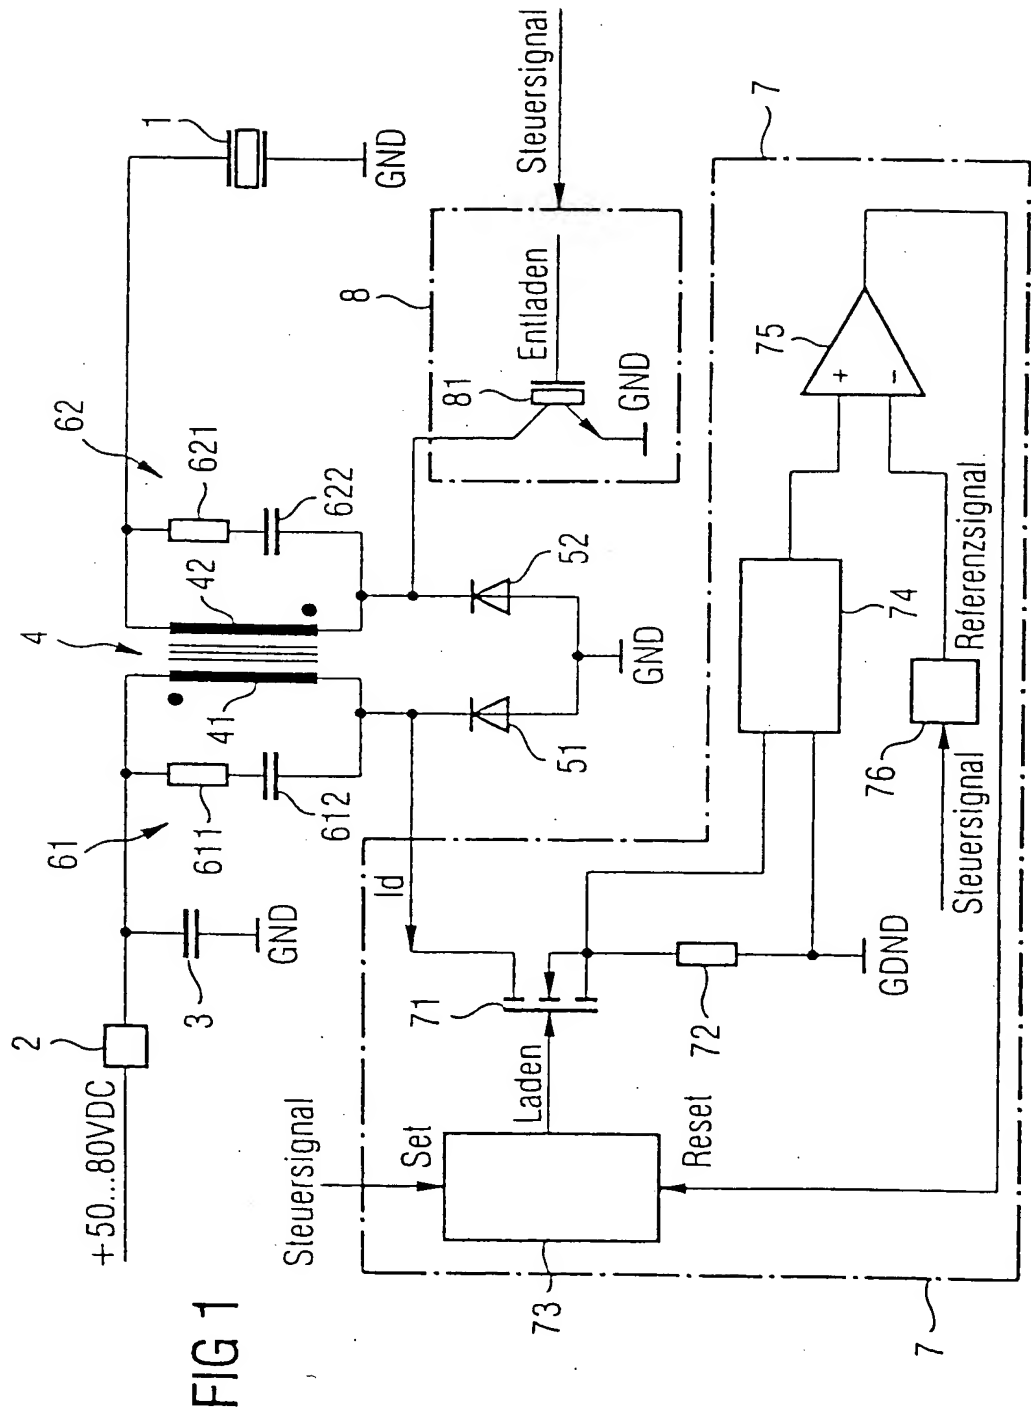 FIG 1
+50...80VDC
2
3
GND
61
611
612
41
4
42
62
621
622
1
GND
51
52
GND
8
81
Entladen
GND
Steuersignal
Steuersignal
Set
73
Reset
Laden
71
Id
72
GDND
74
75
+
-
76
Steuersignal
Referenzsignal
7
7